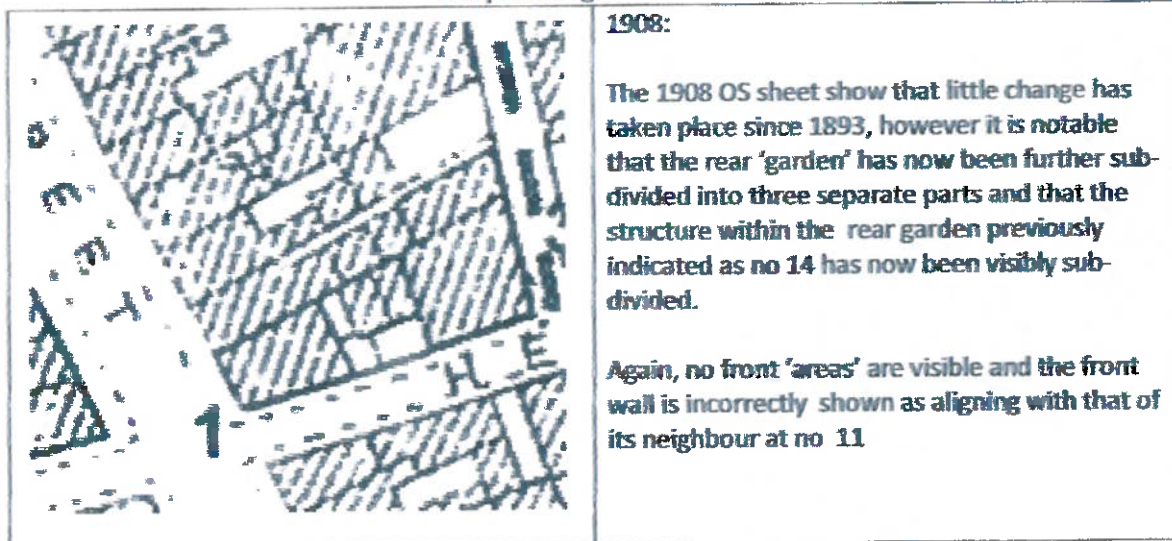 1908:
The 1908 OS sheet show that little change has
taken place since 1893, however it is notable
that the rear 'garden' has now been further sub-
divided into three separate parts and that the
structure within the rear garden previously
indicated as no 14 has now been visibly sub-
divided.
Again, no front 'areas' are visible and the front
wall is incorrectly shown as aligning with that of
its neighbour at no 11
1
H E